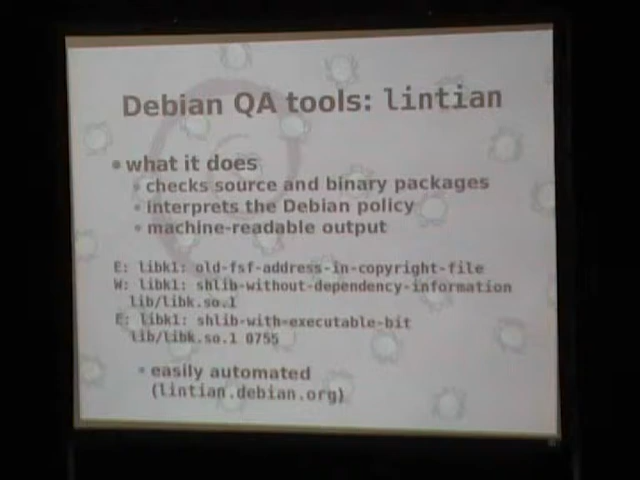 Debian QA tools: lintian
• what it does
• checks source and binary packages
• interprets the Debian policy
• machine-readable output
E: libk1: old-fsf-address-in-copyright-file
W: libk1: shlib-without-dependency-information
lib/libk.so.1
E: libk1: shlib-with-executable-bit
lib/libk.so.1 0755
• easily automated
(lintian.debian.org)